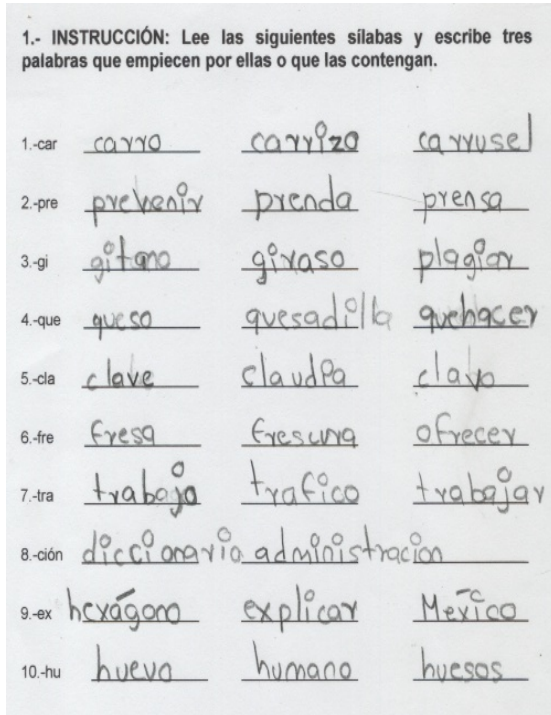 1.- INSTRUCCIÓN: Lee las siguientes sílabas y escribe tres
palabras que empiecen por ellas o que las contengan.
1.-car carro carrizo carrusel
2.-pre prevenir prenda prensa
3.-gi gitano giraso plagiar
4.-que queso quesadilla quehacer
5.-cla clave claudia clavo
6.-fre fresa frescura ofrecer
7.-tra trabajo trafico trabajar
8.-ción diccionario administracion
9.-ex hexágono explicar México
10.-hu huevo humano huesos